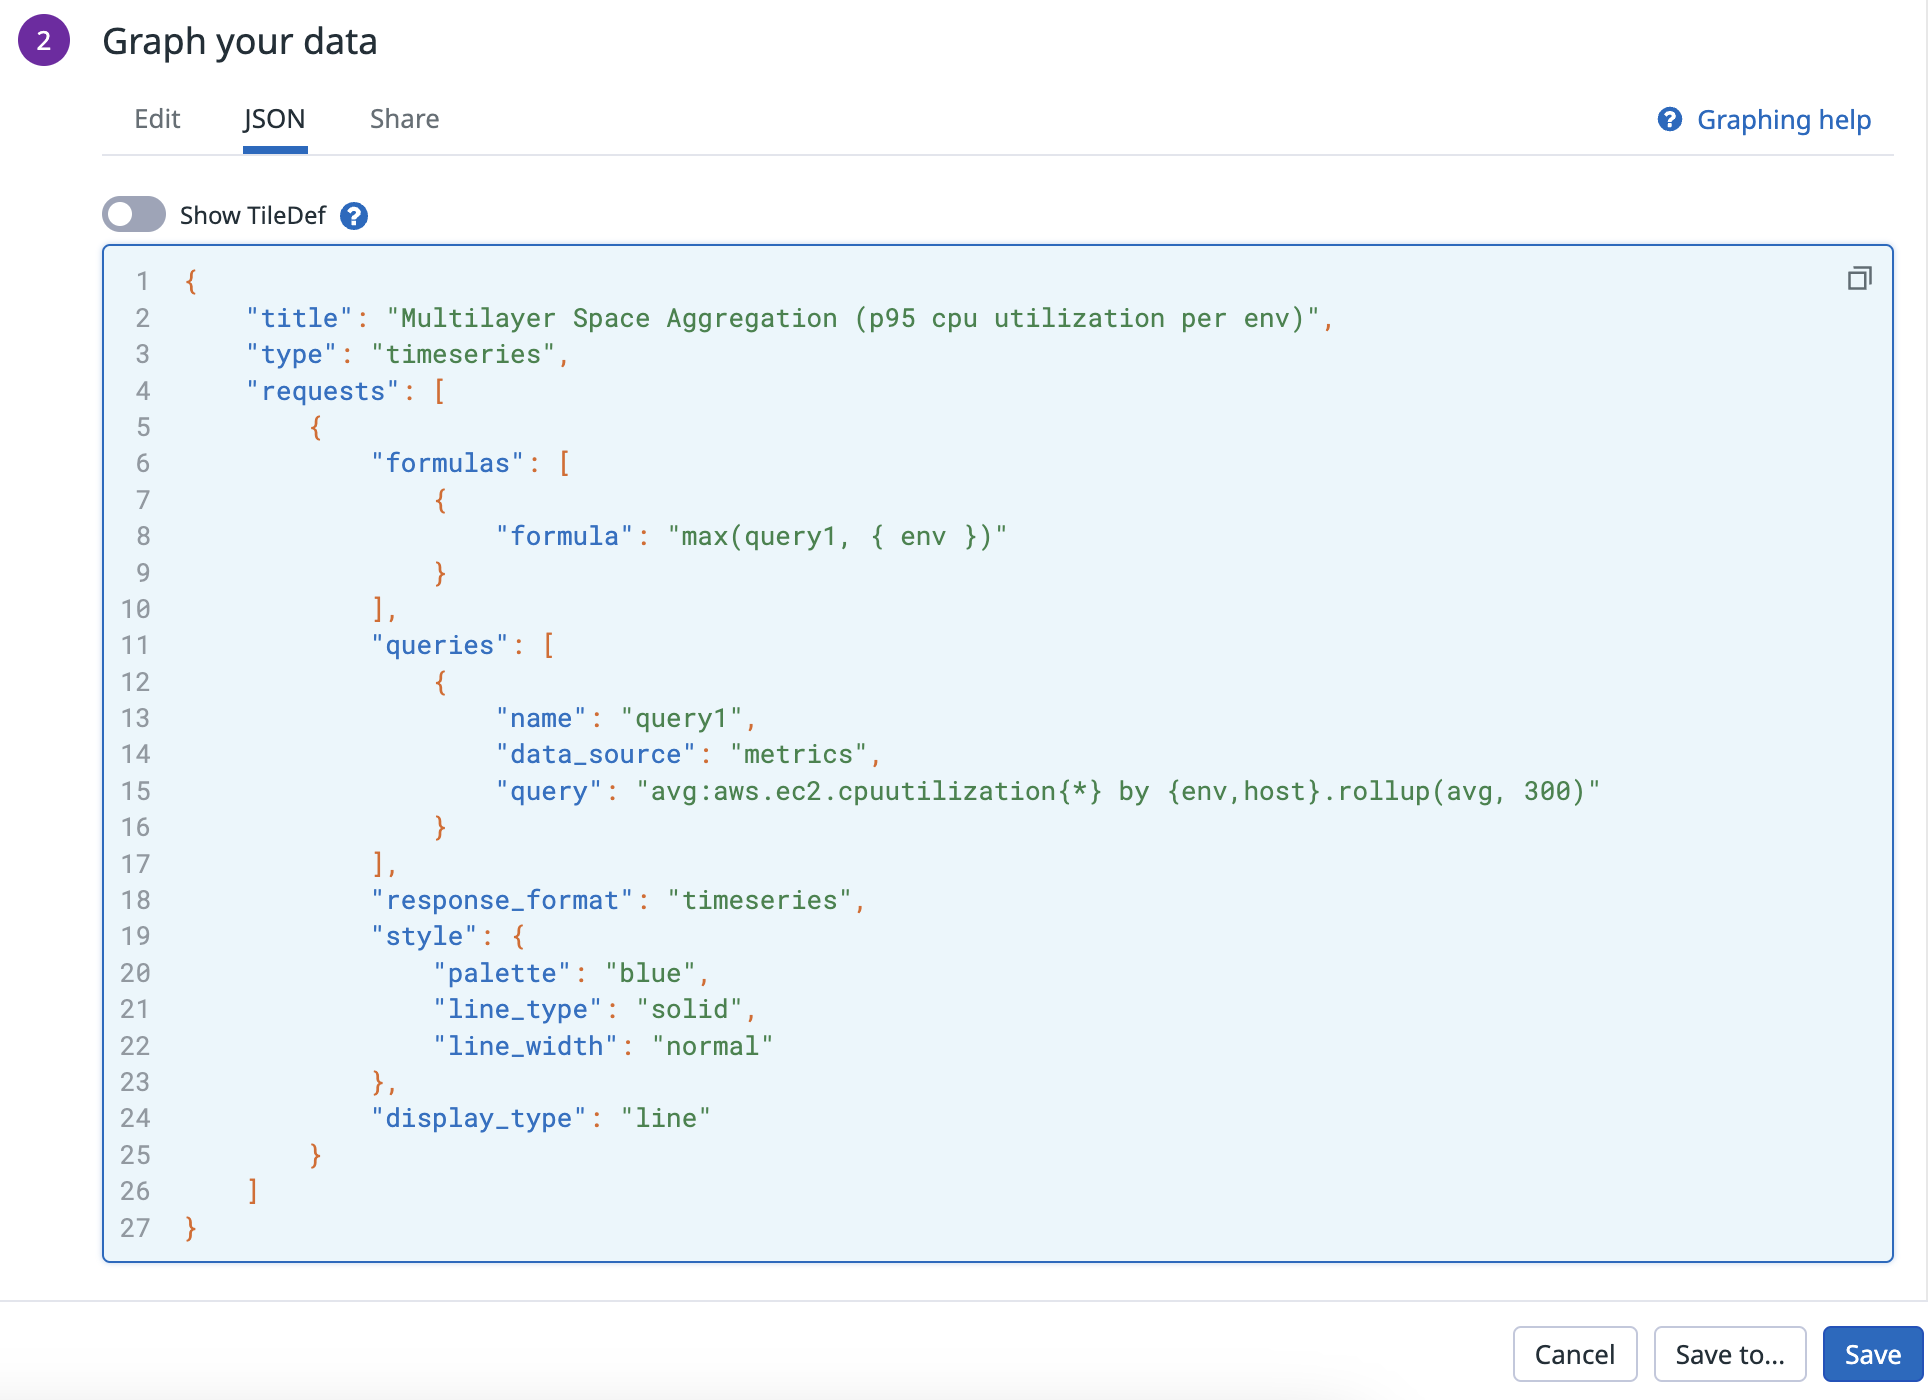 2 Graph your data
Edit JSON Share ? Graphing help
Show TileDef ?
1 {
2     "title": "Multilayer Space Aggregation (p95 cpu utilization per env)",
3     "type": "timeseries",
4     "requests": [
5         {
6             "formulas": [
7                 {
8                     "formula": "max(query1, { env })"
9                 }
10             ],
11             "queries": [
12                 {
13                     "name": "query1",
14                     "data_source": "metrics",
15                     "query": "avg:aws.ec2.cpuutilization{*} by {env,host}.rollup(avg, 300)"
16                 }
17             ],
18             "response_format": "timeseries",
19             "style": {
20                 "palette": "blue",
21                 "line_type": "solid",
22                 "line_width": "normal"
23             },
24             "display_type": "line"
25         }
26     ]
27 }
Cancel Save to... Save